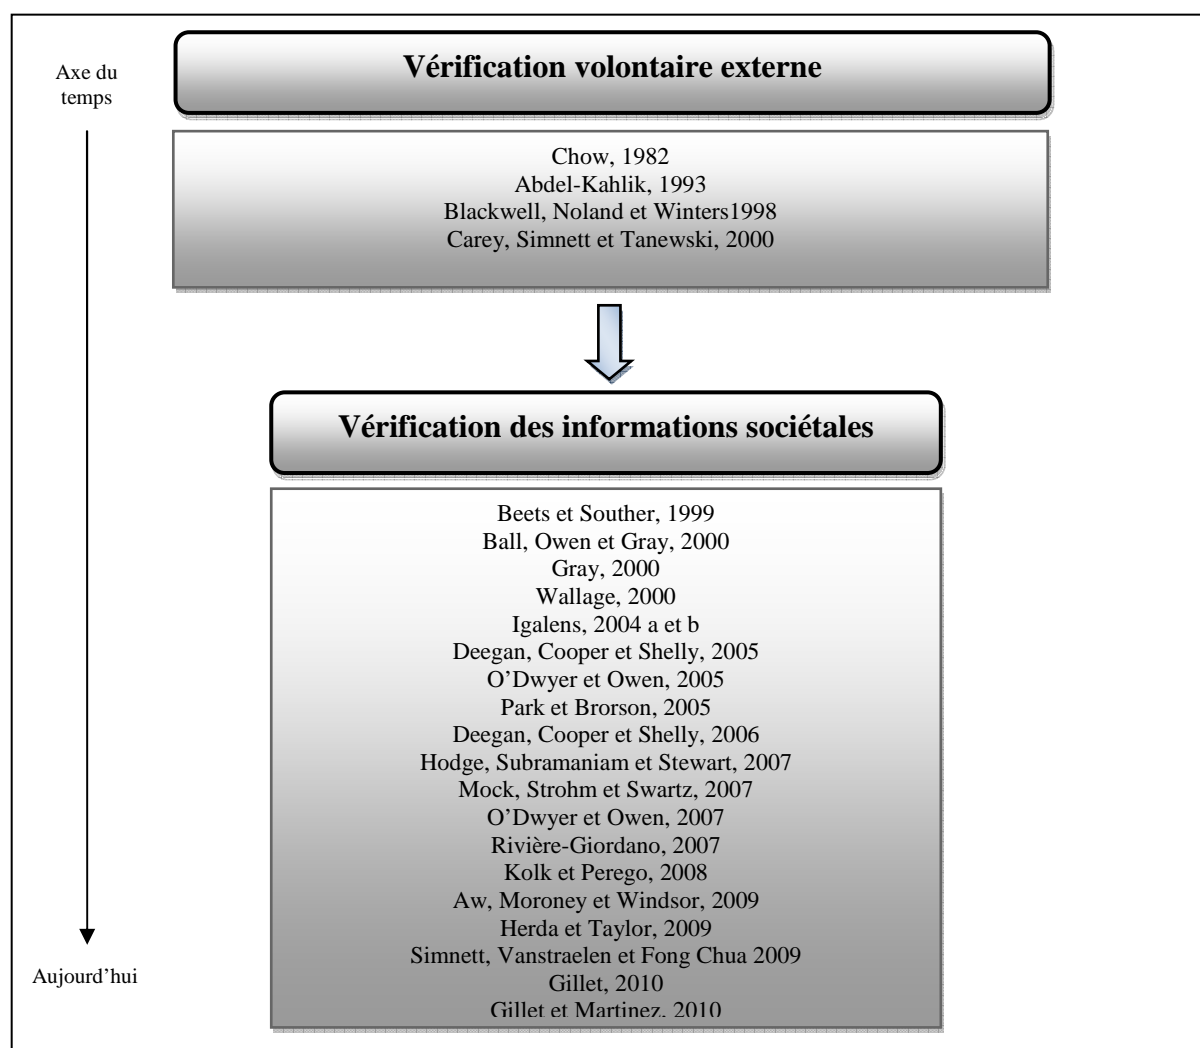 Axe du
temps
Vérification volontaire externe
Chow, 1982
Abdel-Kahlik, 1993
Blackwell, Noland et Winters1998
Carey, Simnett et Tanewski, 2000
Vérification des informations sociétales
Beets et Souther, 1999
Ball, Owen et Gray, 2000
Gray, 2000
Wallage, 2000
Igalens, 2004 a et b
Deegan, Cooper et Shelly, 2005
O’Dwyer et Owen, 2005
Park et Brorson, 2005
Deegan, Cooper et Shelly, 2006
Hodge, Subramaniam et Stewart, 2007
Mock, Strohm et Swartz, 2007
O’Dwyer et Owen, 2007
Rivière-Giordano, 2007
Kolk et Perego, 2008
Aw, Moroney et Windsor, 2009
Herda et Taylor, 2009
Simnett, Vanstraelen et Fong Chua 2009
Gillet, 2010
Gillet et Martinez, 2010
Aujourd’hui